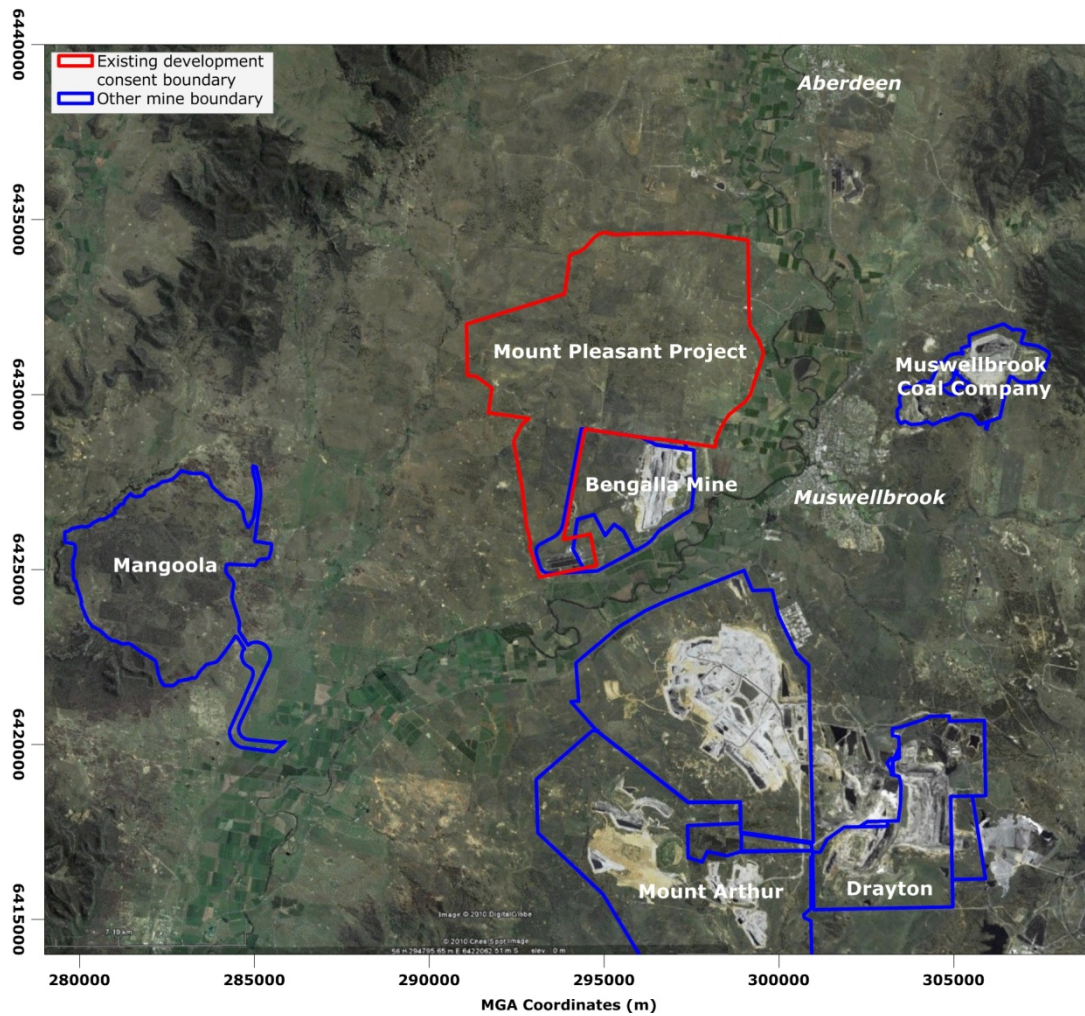 Existing development
consent boundary
Other mine boundary
Aberdeen
Mount Pleasant Project
Muswellbrook
Coal Company
Bengalla Mine
Muswellbrook
Mangoola
Mount Arthur
Drayton
Image © 2010 DigitalGlobe
© 2010 Cnes/Spot Image
6440000
6435000
6430000
6425000
6420000
6415000
280000 285000 290000 295000 300000 305000
MGA Coordinates (m)